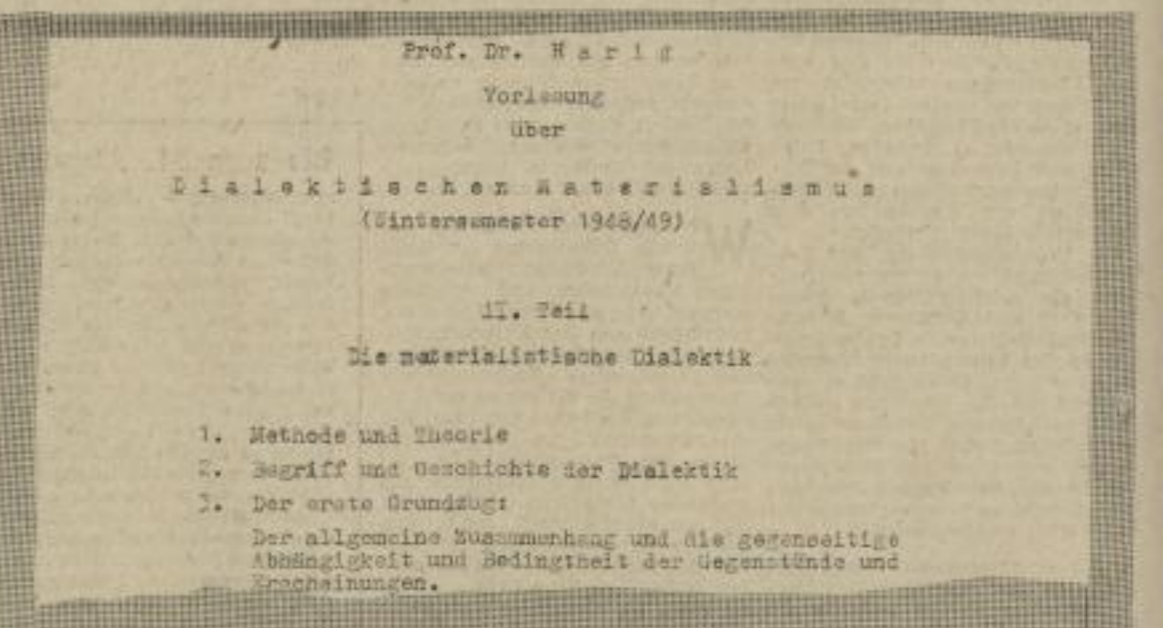 Prof. Dr. H a r i g
Vorlesung
über
D i a l e k t i s c h e n M a t e r i a l i s m u s
(Wintersemester 1948/49)
II. Teil
Die materialistische Dialektik
1. Methode und Theorie
2. Begriff und Geschichte der Dialektik
3. Der erste Grundzug:
Der allgemeine Zusammenhang und die gegenseitige
Abhängigkeit und Bedingtheit der Gegenstände und
Erscheinungen.